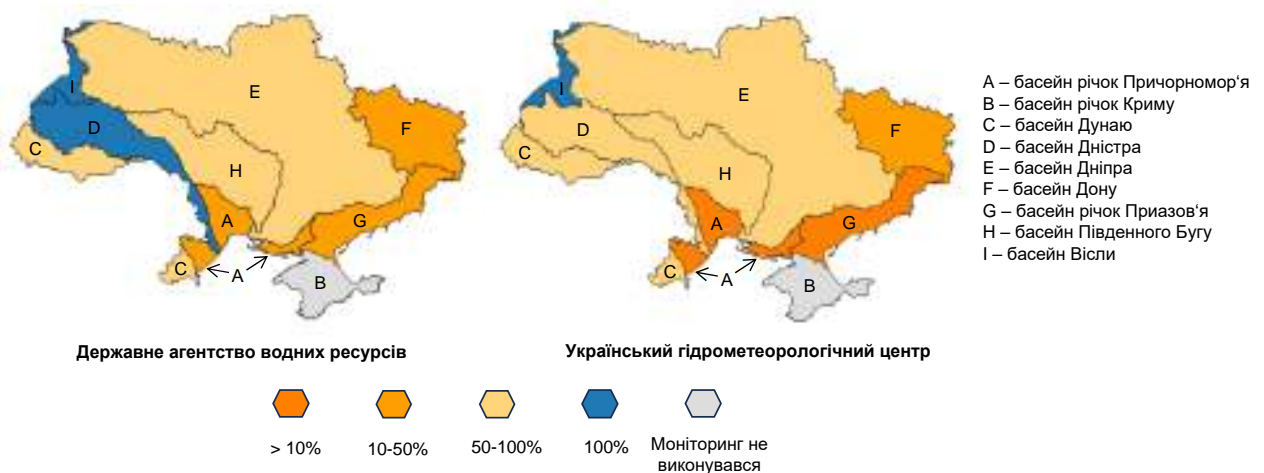 I
E
D
F
C
H
A
G
C
A
B
I
E
D
F
C
H
A
G
C
A
B
A – басейн річок Причорномор‘я
B – басейн річок Криму
C – басейн Дунаю
D – басейн Дністра
E – басейн Дніпра
F – басейн Дону
G – басейн річок Приазов‘я
H – басейн Південного Бугу
I – басейн Вісли
Державне агентство водних ресурсів
Український гідрометеорологічний центр
> 10%
10-50%
50-100%
100%
Моніторинг не
виконувався